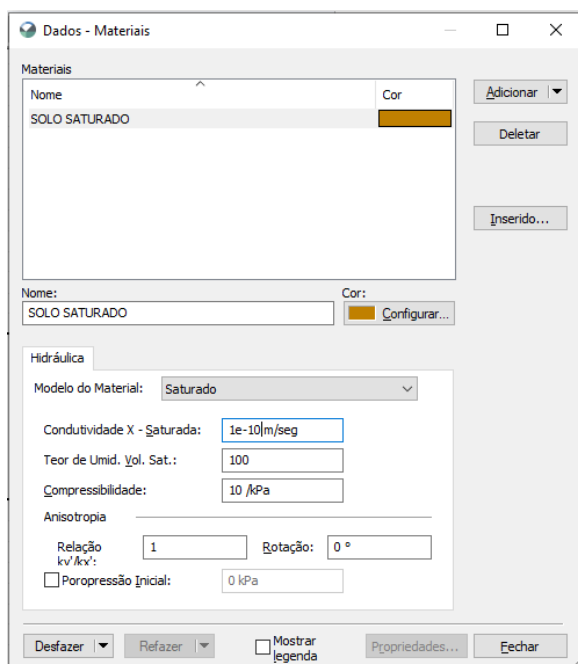 Dados - Materiais
Materiais
Nome Cor
SOLO SATURADO
Adicionar
Deletar
Inserido...
Nome: Cor:
SOLO SATURADO Configurar...
Hidráulica
Modelo do Material: Saturado
Condutividade X - Saturada: 1e-10 m/seg
Teor de Umid. Vol. Sat.: 100
Compressibilidade: 10 /kPa
Anisotropia
Relação ky'/kx': 1 Rotação: 0 °
Poropressão Inicial: 0 kPa
Desfazer Refazer Mostrar legenda Propriedades... Fechar